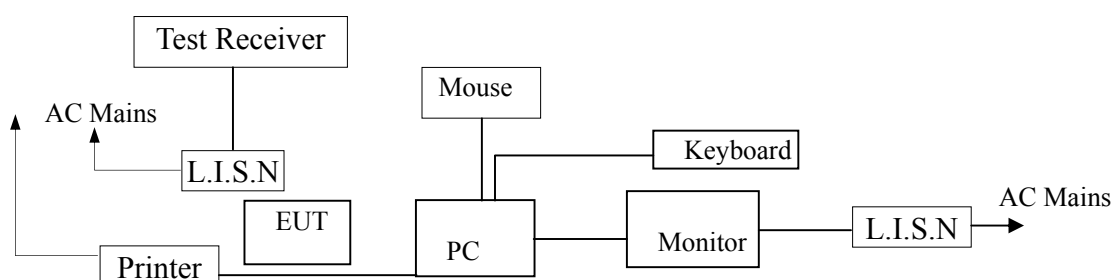 Test Receiver
Mouse
AC Mains
Keyboard
L.I.S.N
AC Mains
EUT
L.I.S.N
PC
Monitor
Printer